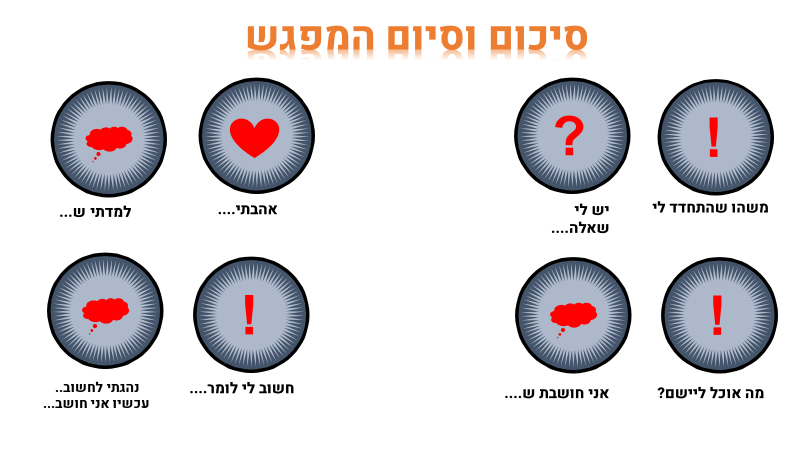 סיכום וסיום המפגש
משהו שהתחדד לי
יש לי
שאלה....
אהבתי....
למדתי ש...
מה אוכל ליישם?
אני חושבת ש....
חשוב לי לומר....
נהגתי לחשוב..
עכשיו אני חושב...